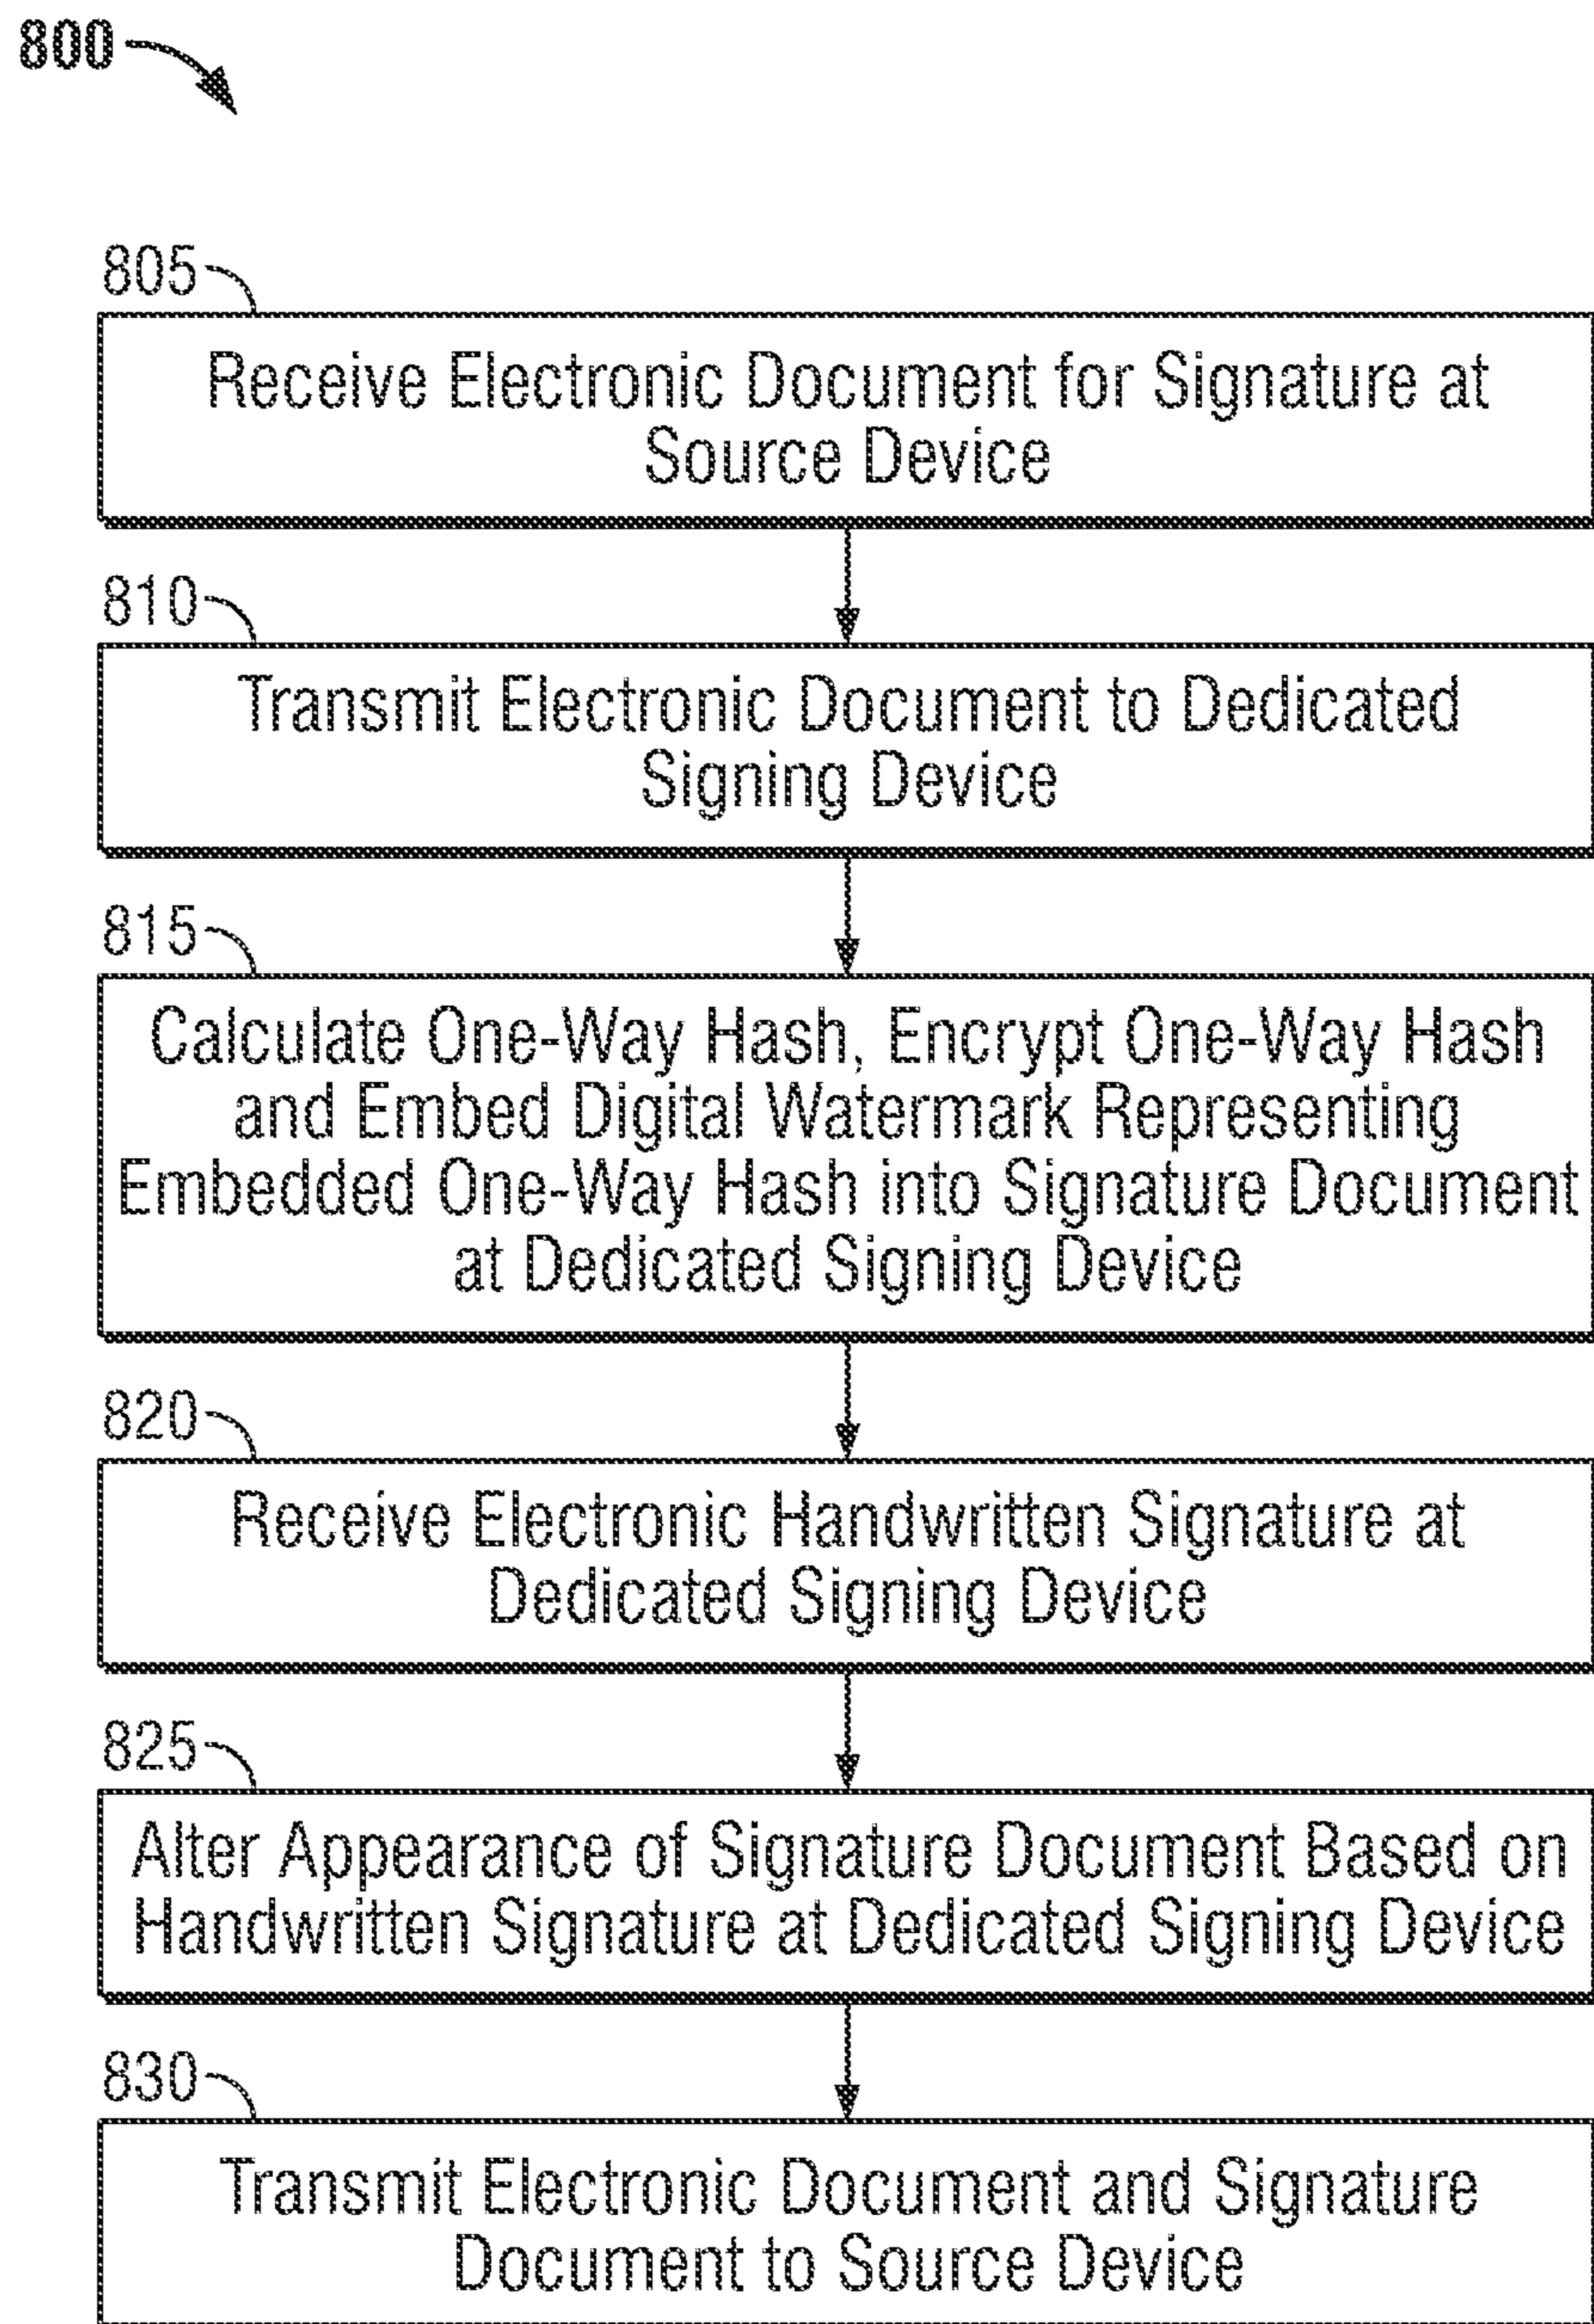 800
805
Receive Electronic Document for Signature at
Source Device
810
Transmit Electronic Document to Dedicated
Signing Device
815
Calculate One-Way Hash, Encrypt One-Way Hash
and Embed Digital Watermark Representing
Embedded One-Way Hash into Signature Document
at Dedicated Signing Device
820
Receive Electronic Handwritten Signature at
Dedicated Signing Device
825
Alter Appearance of Signature Document Based on
Handwritten Signature at Dedicated Signing Device
830
Transmit Electronic Document and Signature
Document to Source Device